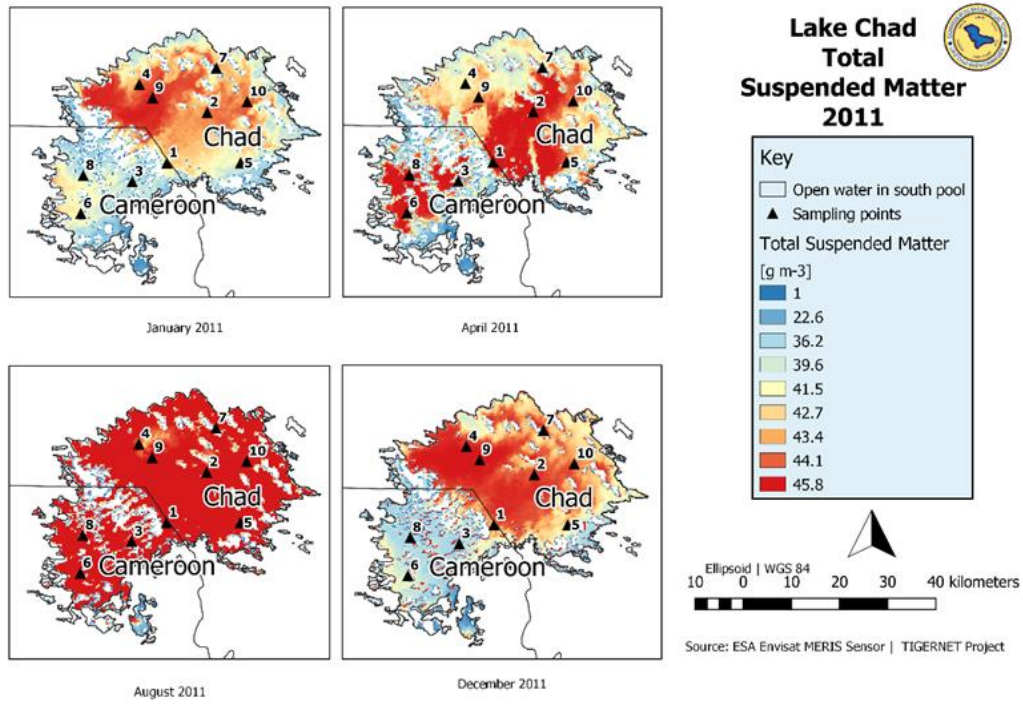 Lake Chad
Total
Suspended Matter
2011
Key
Open water in south pool
Sampling points
Total Suspended Matter
[g m-3]
1
22.6
36.2
39.6
41.5
42.7
43.4
44.1
45.8
Ellipsoid | WGS 84
10 0 10 20 30 40 kilometers
Source: ESA Envisat MERIS Sensor | TIGERNET Project
7
4
9
10
2
Chad
1
5
8
3
6
Cameroon
January 2011
7
4
9
10
2
Chad
1
5
8
3
6
Cameroon
April 2011
7
4
9
10
2
Chad
1
5
8
3
6
Cameroon
August 2011
7
4
9
10
2
Chad
1
5
8
3
6
Cameroon
December 2011